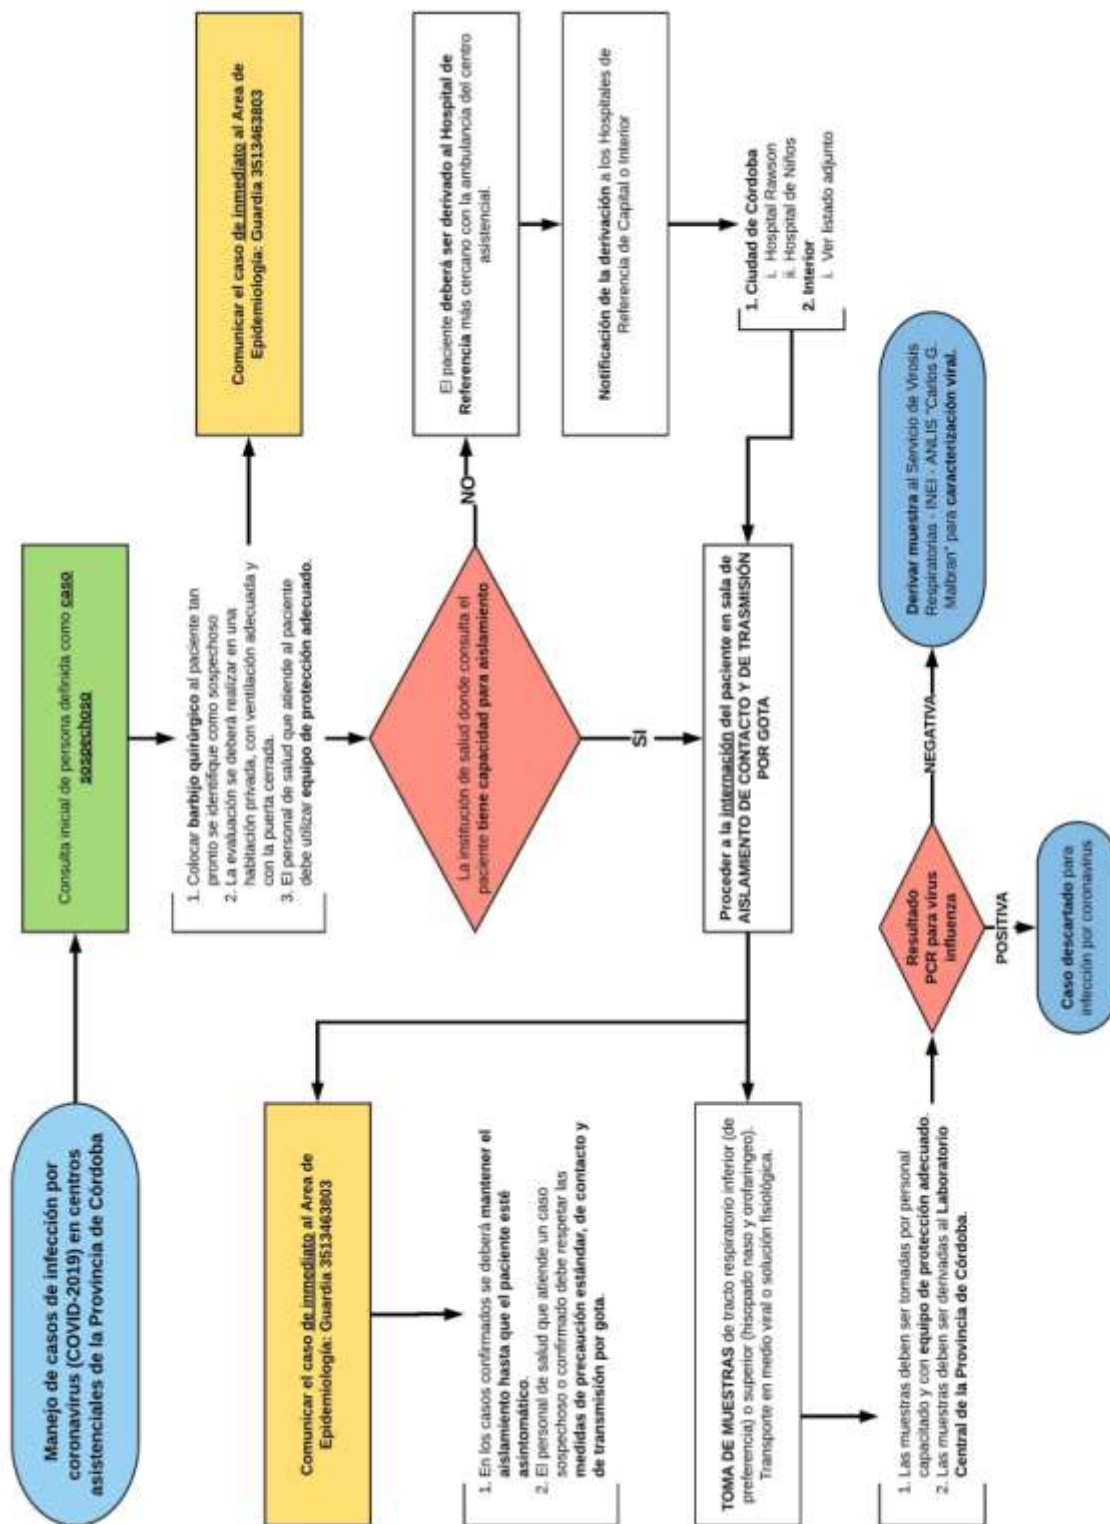 Manejo de casos de infección por
coronavirus (COVID-2019) en centros
asistenciales de la Provincia de Córdoba
Consulta inicial de persona definida como caso
sospechoso
1. Colocar barbijo quirúrgico al paciente tan
pronto se identifique como sospechoso
2. La evaluación se deberá realizar en una
habitación privada, con ventilación adecuada y
con la puerta cerrada.
3. El personal de salud que atiende al paciente
debe utilizar equipo de protección adecuado.
Comunicar el caso de inmediato al Area de
Epidemiología: Guardia 3513463803
La institución de salud donde consulta el
paciente tiene capacidad para aislamiento
NO
El paciente deberá ser derivado al Hospital de
Referencia más cercano con la ambulancia del centro
asistencial.
Notificación de la derivación a los Hospitales de
Referencia de Capital o Interior
1. Ciudad de Córdoba
i. Hospital Rawson
ii. Hospital de Niños
2. Interior
i. Ver listado adjunto
SI
Proceder a la internación del paciente en sala de
AISLAMIENTO DE CONTACTO Y DE TRASMISIÓN
POR GOTA
Comunicar el caso de inmediato al Area de
Epidemiología: Guardia 3513463803
1. En los casos confirmados se deberá mantener el
aislamiento hasta que el paciente esté
asintomático.
2. El personal de salud que atiende un caso
sospechoso o confirmado debe respetar las
medidas de precaución estándar, de contacto y
de transmisión por gota.
TOMA DE MUESTRAS de tracto respiratorio inferior (de
preferencia) o superior (hisopado naso y orofaríngeo).
Transporte en medio viral o solución fisiológica.
1. Las muestras deben ser tomadas por personal
capacitado y con equipo de protección adecuado.
2. Las muestras deben ser derivadas al Laboratorio
Central de la Provincia de Córdoba.
Resultado
PCR para virus
influenza
NEGATIVA
Derivar muestra al Servicio de Virosis
Respiratorias - INEI - ANLIS "Carlos G.
Malbran" para caracterización viral.
POSITIVA
Caso descartado para
infección por coronavirus